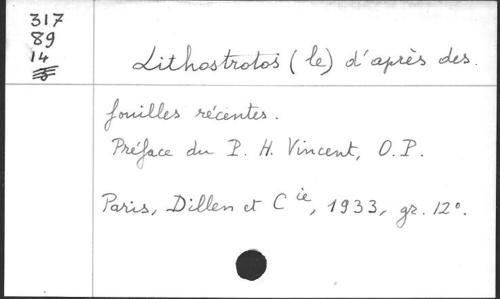 317
89
14
Lithostrotos (le) d'après des
fouilles récentes.
Préface du P. H. Vincent, O.P.
Paris, Dillen et Cie, 1933, gr. 12°.